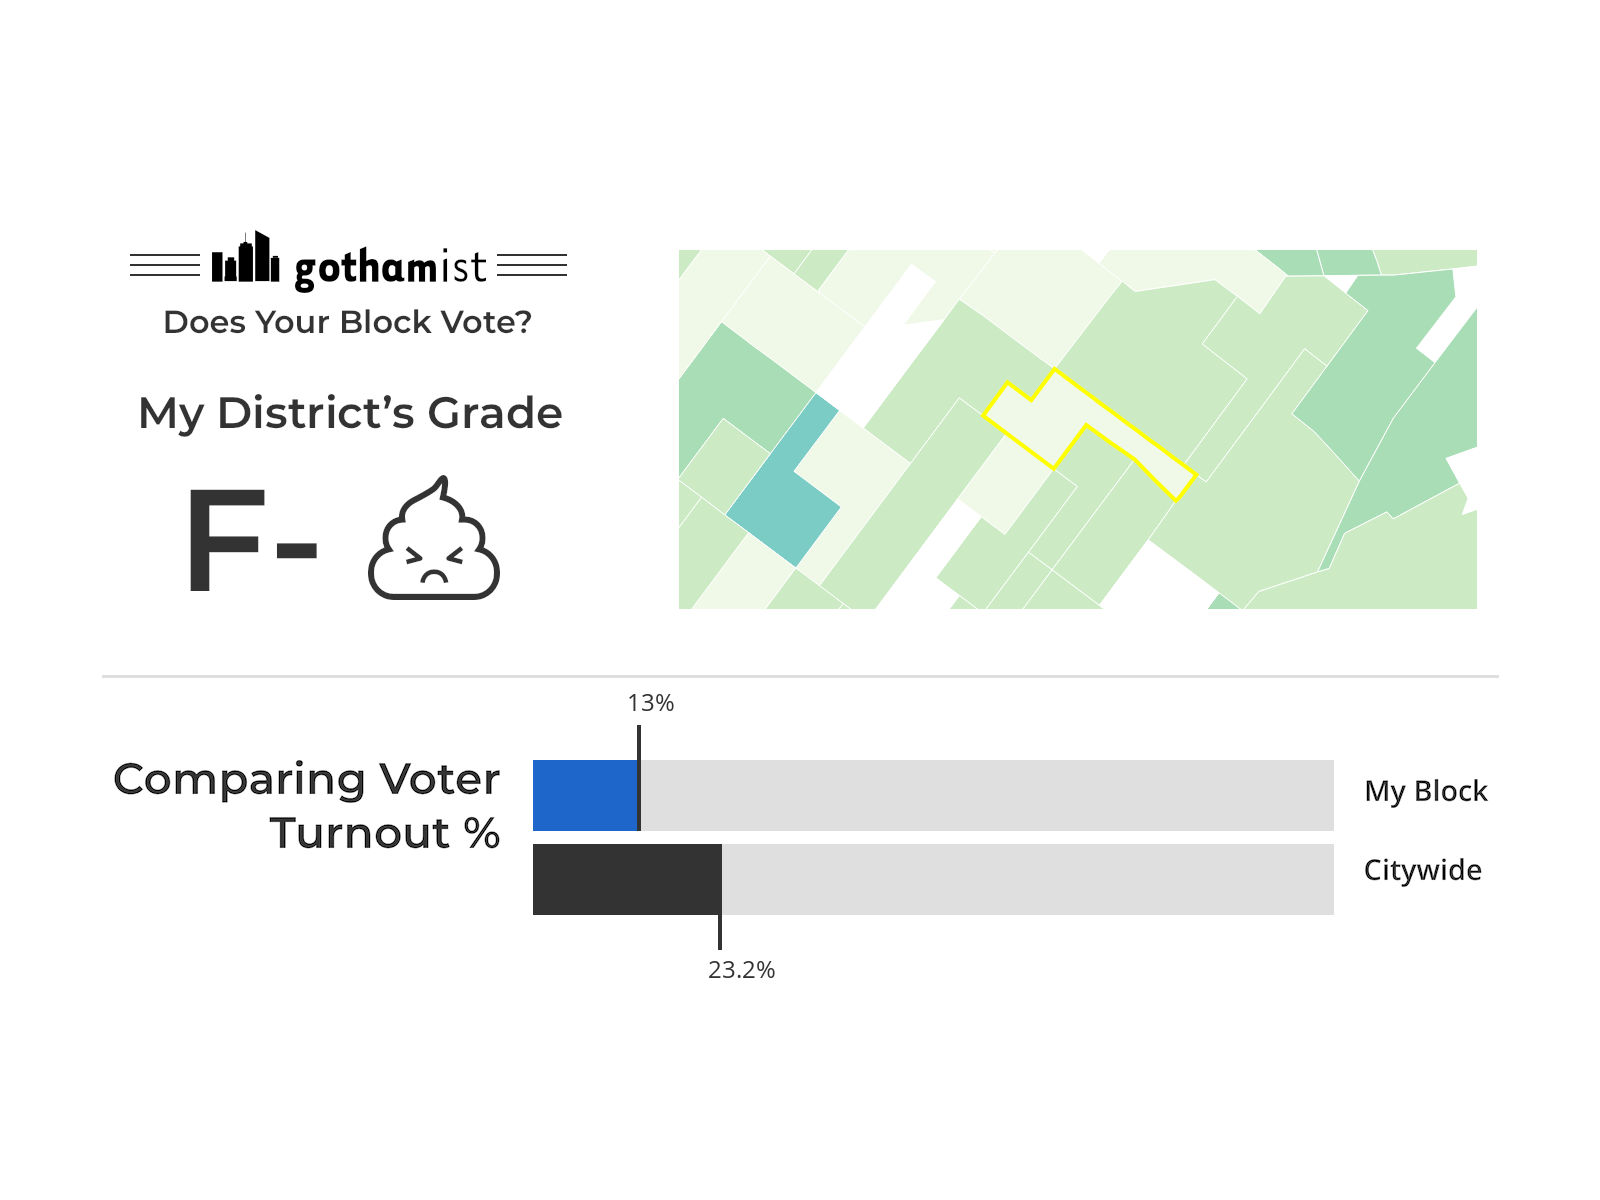 gothamist
Does Your Block Vote?
My District’s Grade
F-
13%
Comparing Voter
Turnout %
My Block
Citywide
23.2%